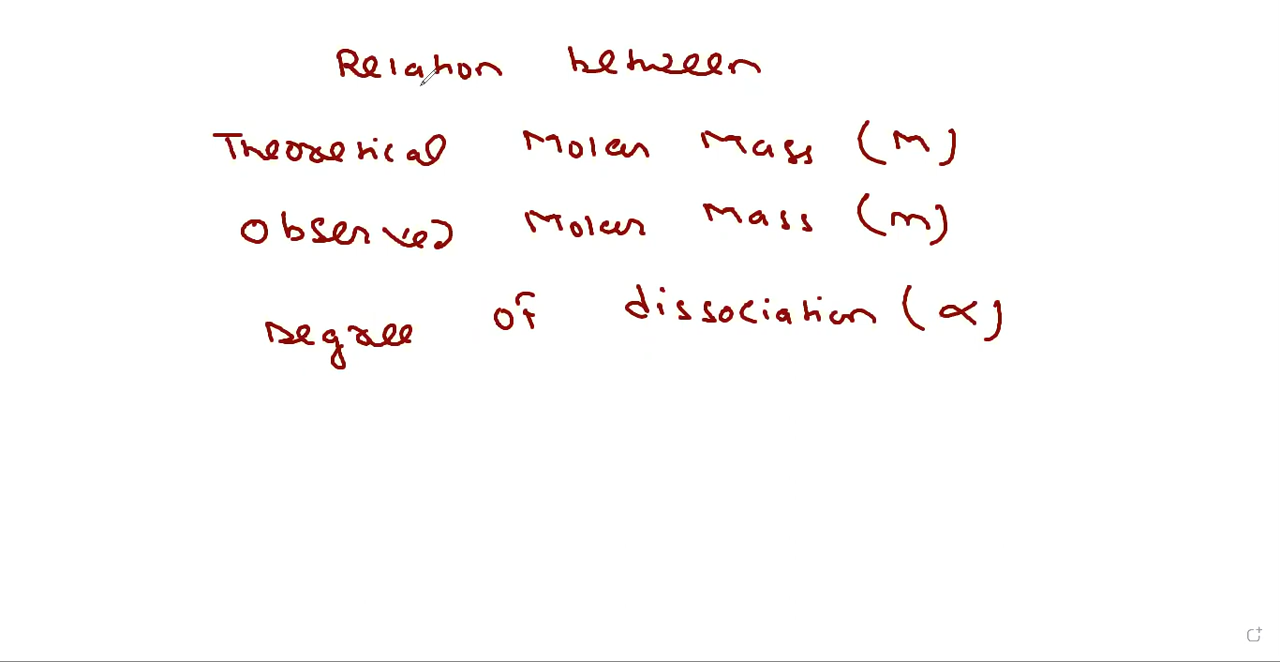 Relation between
Theoretical Molar Mass (M)
Observed Molar Mass (m)
Degree of dissociation (α)